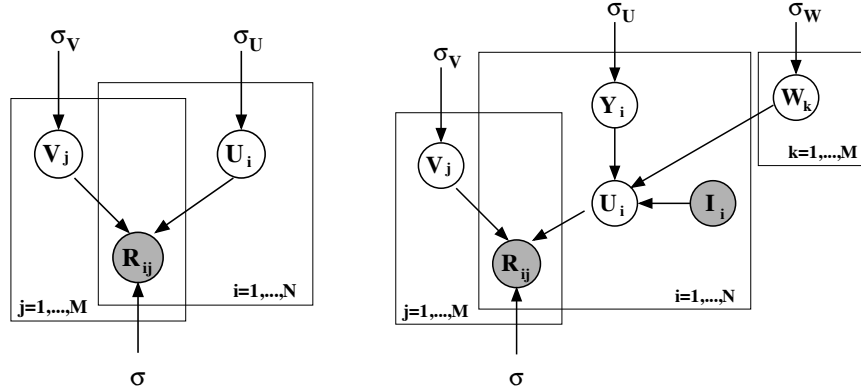 σ_V σ_U
V_j U_i
R_ij
j=1,...,M i=1,...,N
σ
σ_U σ_W
σ_V
Y_i W_k
k=1,...,M
V_j
U_i I_i
R_ij
j=1,...,M i=1,...,N
σ